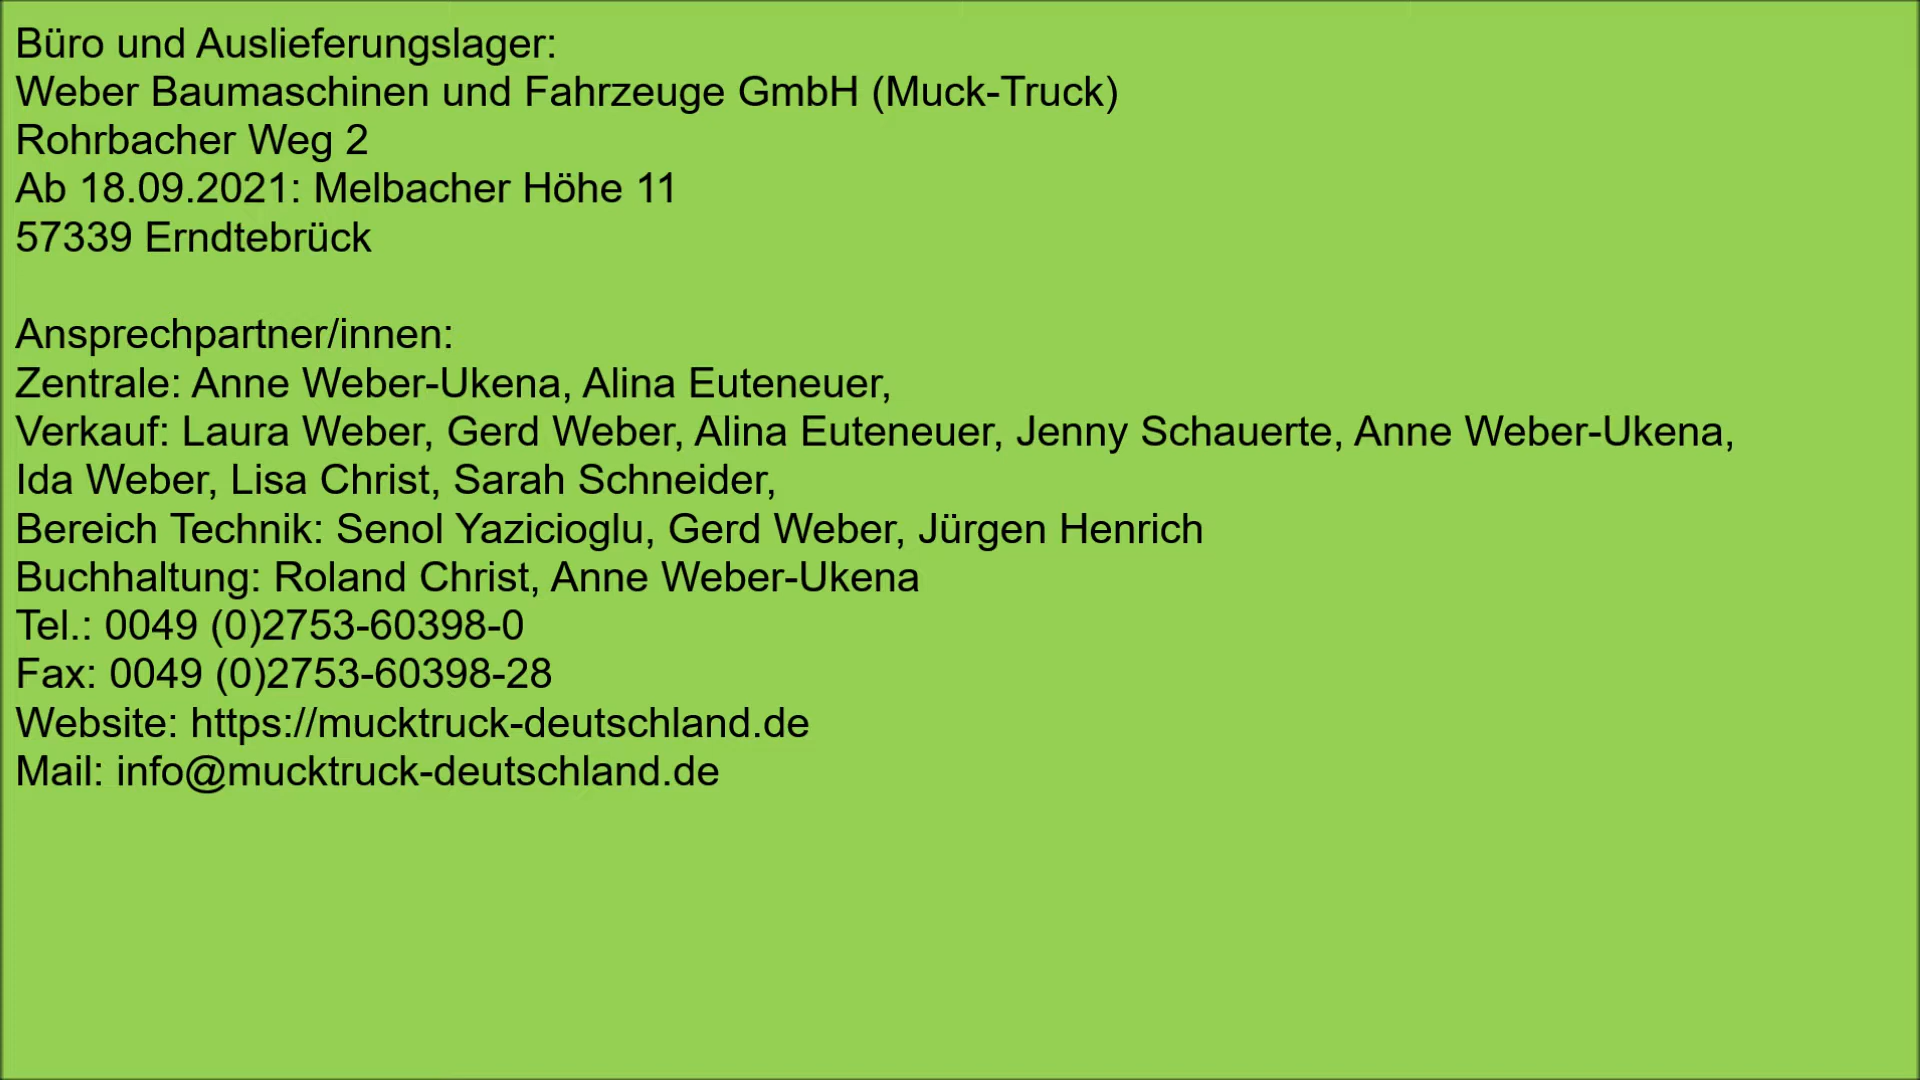 Büro und Auslieferungslager:
Weber Baumaschinen und Fahrzeuge GmbH (Muck-Truck)
Rohrbacher Weg 2
Ab 18.09.2021: Melbacher Höhe 11
57339 Erndtebrück
Ansprechpartner/innen:
Zentrale: Anne Weber-Ukena, Alina Euteneuer,
Verkauf: Laura Weber, Gerd Weber, Alina Euteneuer, Jenny Schauerte, Anne Weber-Ukena,
Ida Weber, Lisa Christ, Sarah Schneider,
Bereich Technik: Senol Yazicioglu, Gerd Weber, Jürgen Henrich
Buchhaltung: Roland Christ, Anne Weber-Ukena
Tel.: 0049 (0)2753-60398-0
Fax: 0049 (0)2753-60398-28
Website: https://mucktruck-deutschland.de
Mail: info@mucktruck-deutschland.de